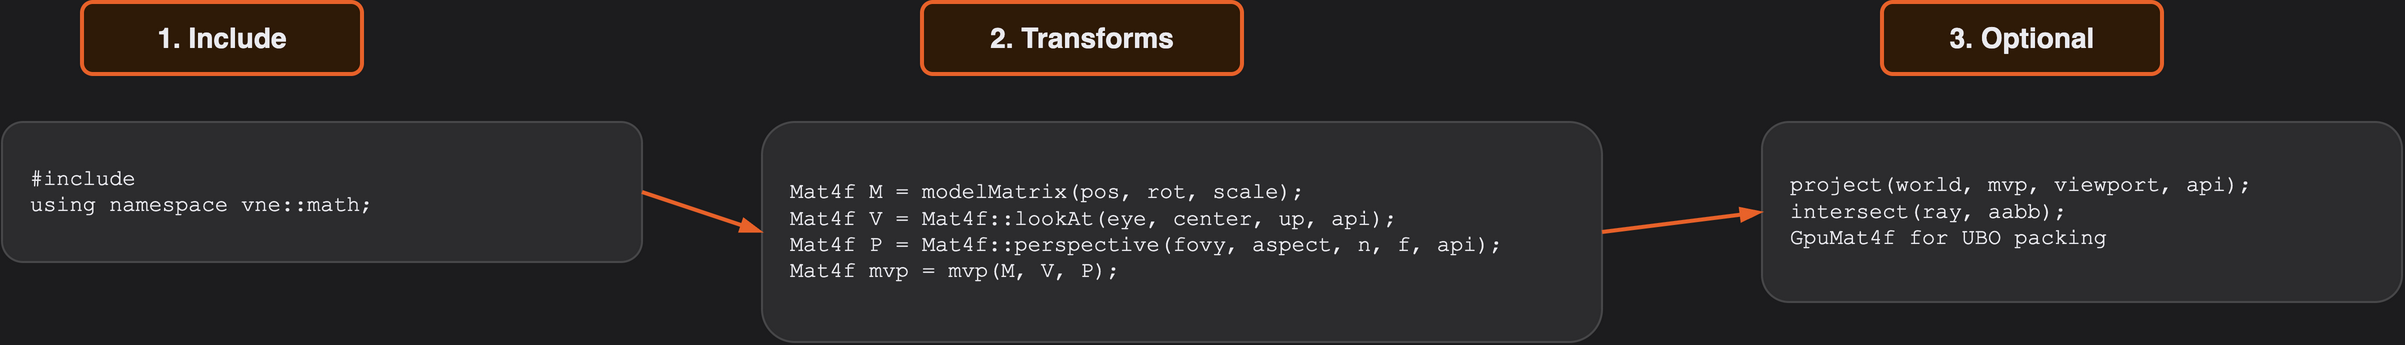 1. Include
#include
using namespace vne::math;
2. Transforms
Mat4f M = modelMatrix(pos, rot, scale);
Mat4f V = Mat4f::lookAt(eye, center, up, api);
Mat4f P = Mat4f::perspective(fovy, aspect, n, f, api);
Mat4f mvp = mvp(M, V, P);
3. Optional
project(world, mvp, viewport, api);
intersect(ray, aabb);
GpuMat4f for UBO packing